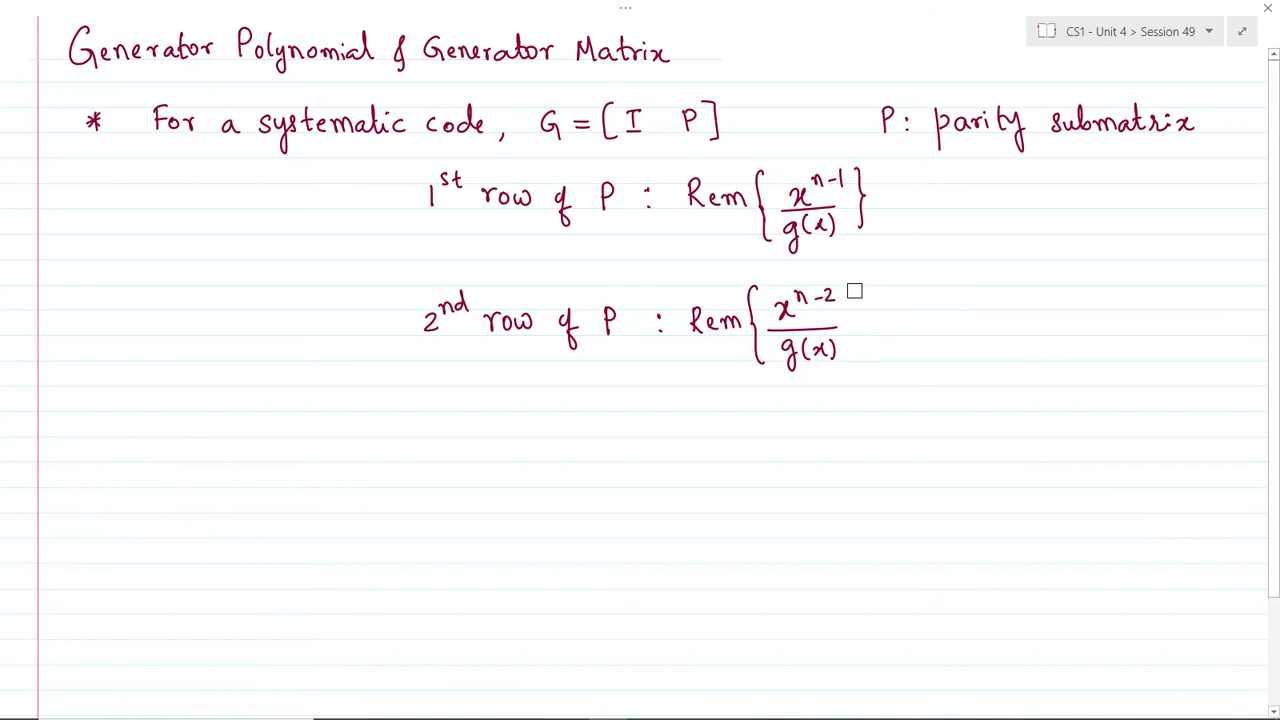 CS1 - Unit 4 > Session 49
Generator Polynomial & Generator Matrix
* For a systematic code, G = [I P] P: parity submatrix
1st row of P : Rem{x^{n-1}/g(x)}
2nd row of P : Rem{x^{n-2}/g(x)